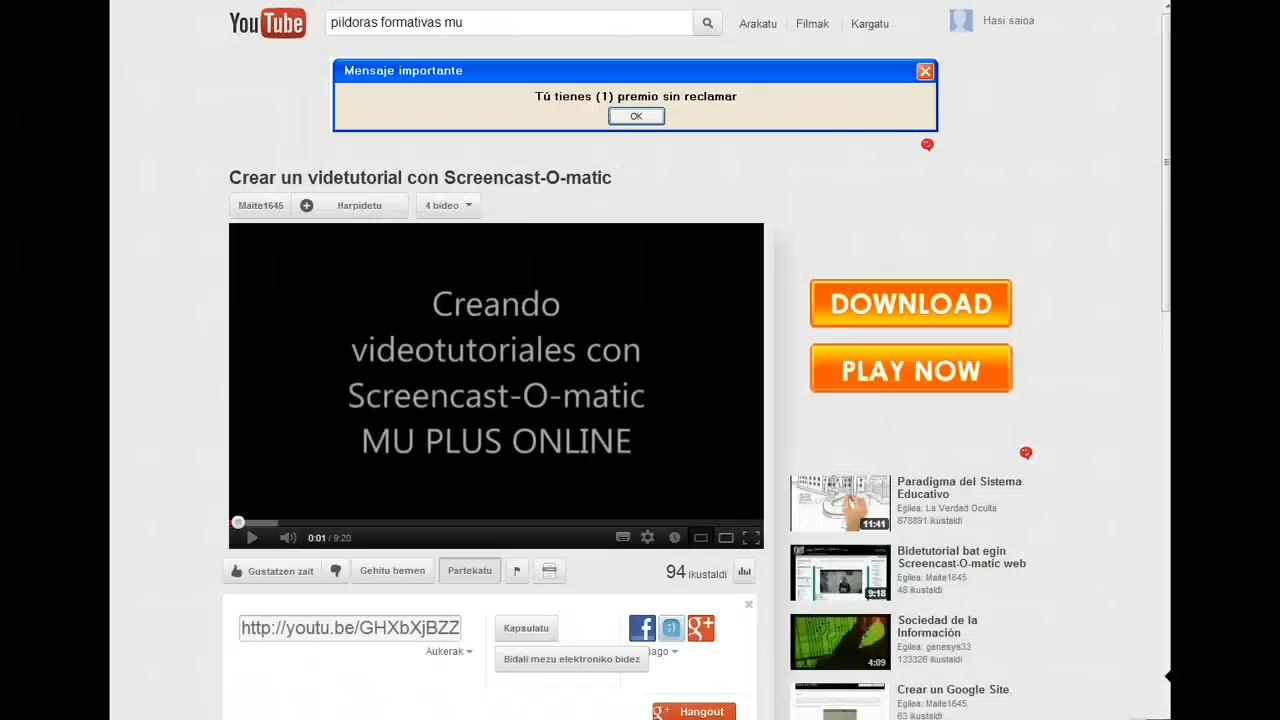 YouTube
pildoras formativas mu
Arakatu
Filmak
Kargatu
Hasi saioa
Mensaje importante
Tú tienes (1) premio sin reclamar
OK
Crear un videtutorial con Screencast-O-matic
Maite1645
Harpidetu
4 bideo
Creando
videotutoriales con
Screencast-O-matic
MU PLUS ONLINE
DOWNLOAD
PLAY NOW
0:01 / 9:20
Gustatzen zait
Gehitu hemen
Partekatu
94 ikustaldi
http://youtu.be/GHXbXjBZZ
Aukerak
Kapsulatu
Bidali mezu elektroniko bidez
iago
Hangout
11:41
Paradigma del Sistema
Educativo
Egilea: La Verdad Oculta
878891 ikustaldi
9:18
Bidetutorial bat egin
Screencast-O-matic web
Egilea: Maite1645
48 ikustaldi
4:09
Sociedad de la
Información
Egilea: genesys33
133326 ikustaldi
Crear un Google Site
Egilea: Maite1645
63 ikustaldi